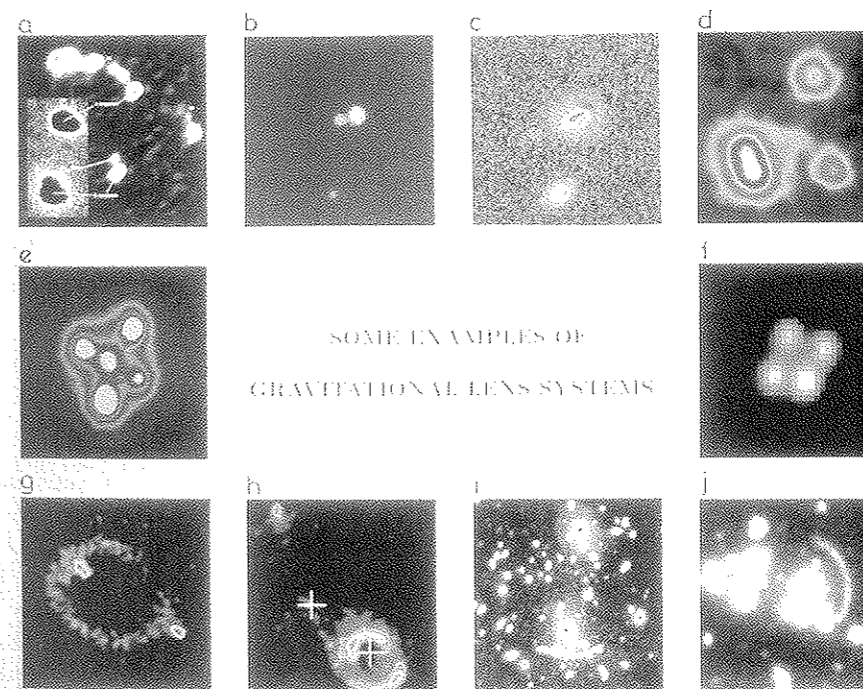 a b c d
e f
SOME EXAMPLES OF
GRAVITATIONAL LENS SYSTEMS
g h i j